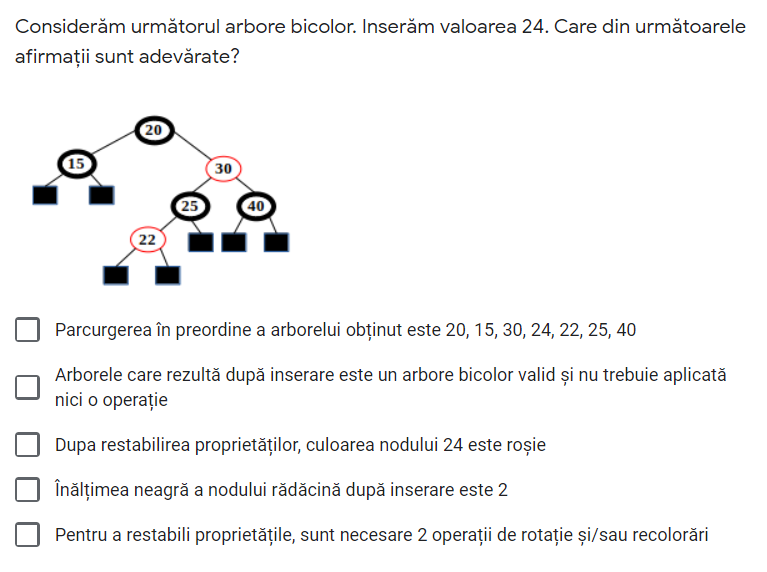 Considerăm următorul arbore bicolor. Inserăm valoarea 24. Care din următoarele
afirmații sunt adevărate?
20
15
30
25
40
22
Parcurgerea în preordine a arborelui obținut este 20, 15, 30, 24, 22, 25, 40
Arborele care rezultă după inserare este un arbore bicolor valid și nu trebuie aplicată
nici o operație
Dupa restabilirea proprietăților, culoarea nodului 24 este roșie
Înălțimea neagră a nodului rădăcină după inserare este 2
Pentru a restabili proprietățile, sunt necesare 2 operații de rotație și/sau recolorări